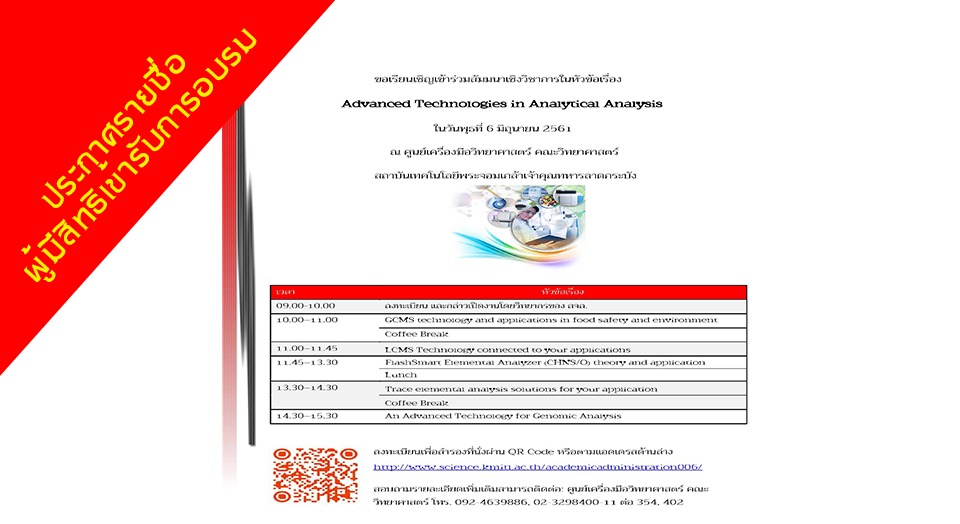 ประกาศรายชื่อ
ผู้มีสิทธิ์เข้ารับการอบรม
ขอเรียนเชิญเข้าร่วมสัมมนาเชิงวิชาการในหัวข้อเรื่อง
Advanced Technologies in Analytical Analysis
ในวันพุธที่ 6 มิถุนายน 2561
ณ ศูนย์เครื่องมือวิทยาศาสตร์ คณะวิทยาศาสตร์
สถาบันเทคโนโลยีพระจอมเกล้าเจ้าคุณทหารลาดกระบัง
เวลา หัวข้อเรื่อง
09.00-10.00 ลงทะเบียน และกล่าวเปิดงานโดยวิทยากรของ สจล.
10.00-11.00 GCMS technology and applications in food safety and environment
Coffee Break
11.00-11.45 LCMS Technology connected to your applications
11.45-13.30 FlashSmart Elemental Analyzer (CHNS/O) theory and application
Lunch
13.30-14.30 Trace elemental analysis solutions for your application
Coffee Break
14.30-15.30 An Advanced Technology for Genomic Analysis
ลงทะเบียนเพื่อสำรองที่นั่งผ่าน QR Code หรือตามแอดเดรสด้านล่าง
http://www.science.kmitl.ac.th/academicadministration006/
สอบถามรายละเอียดเพิ่มเติมสามารถติดต่อ: ศูนย์เครื่องมือวิทยาศาสตร์ คณะ
วิทยาศาสตร์ โทร. 092-4639886, 02-3298400-11 ต่อ 354, 402